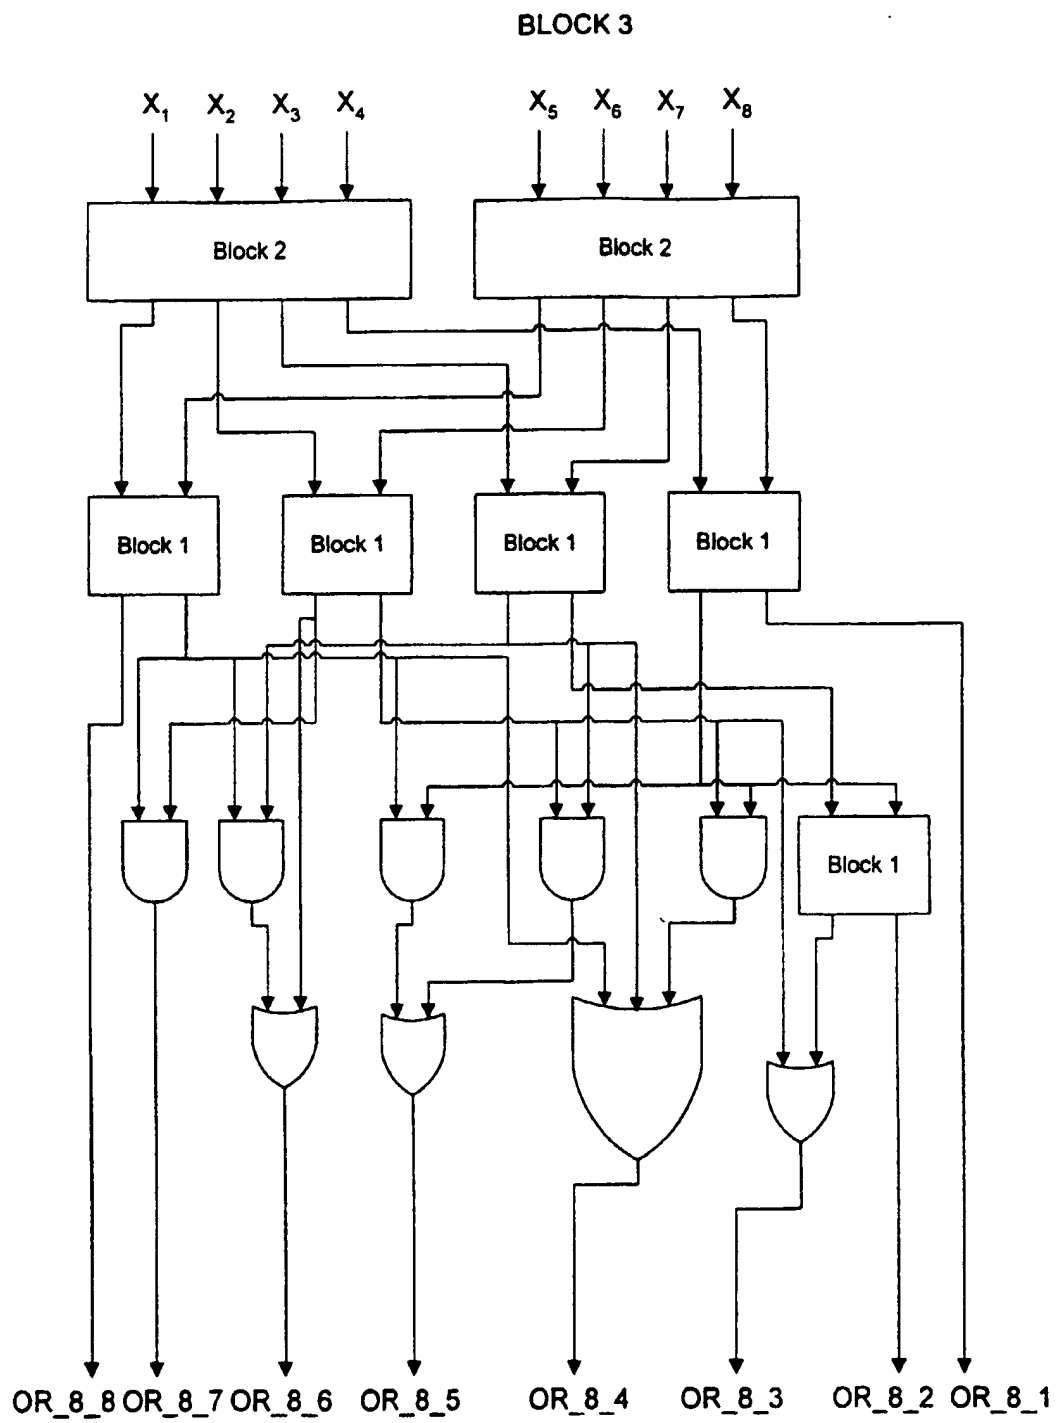 BLOCK 3
X₁ X₂ X₃ X₄ X₅ X₆ X₇ X₈
Block 2 Block 2
Block 1 Block 1 Block 1 Block 1
Block 1
OR_8_8 OR_8_7 OR_8_6 OR_8_5 OR_8_4 OR_8_3 OR_8_2 OR_8_1